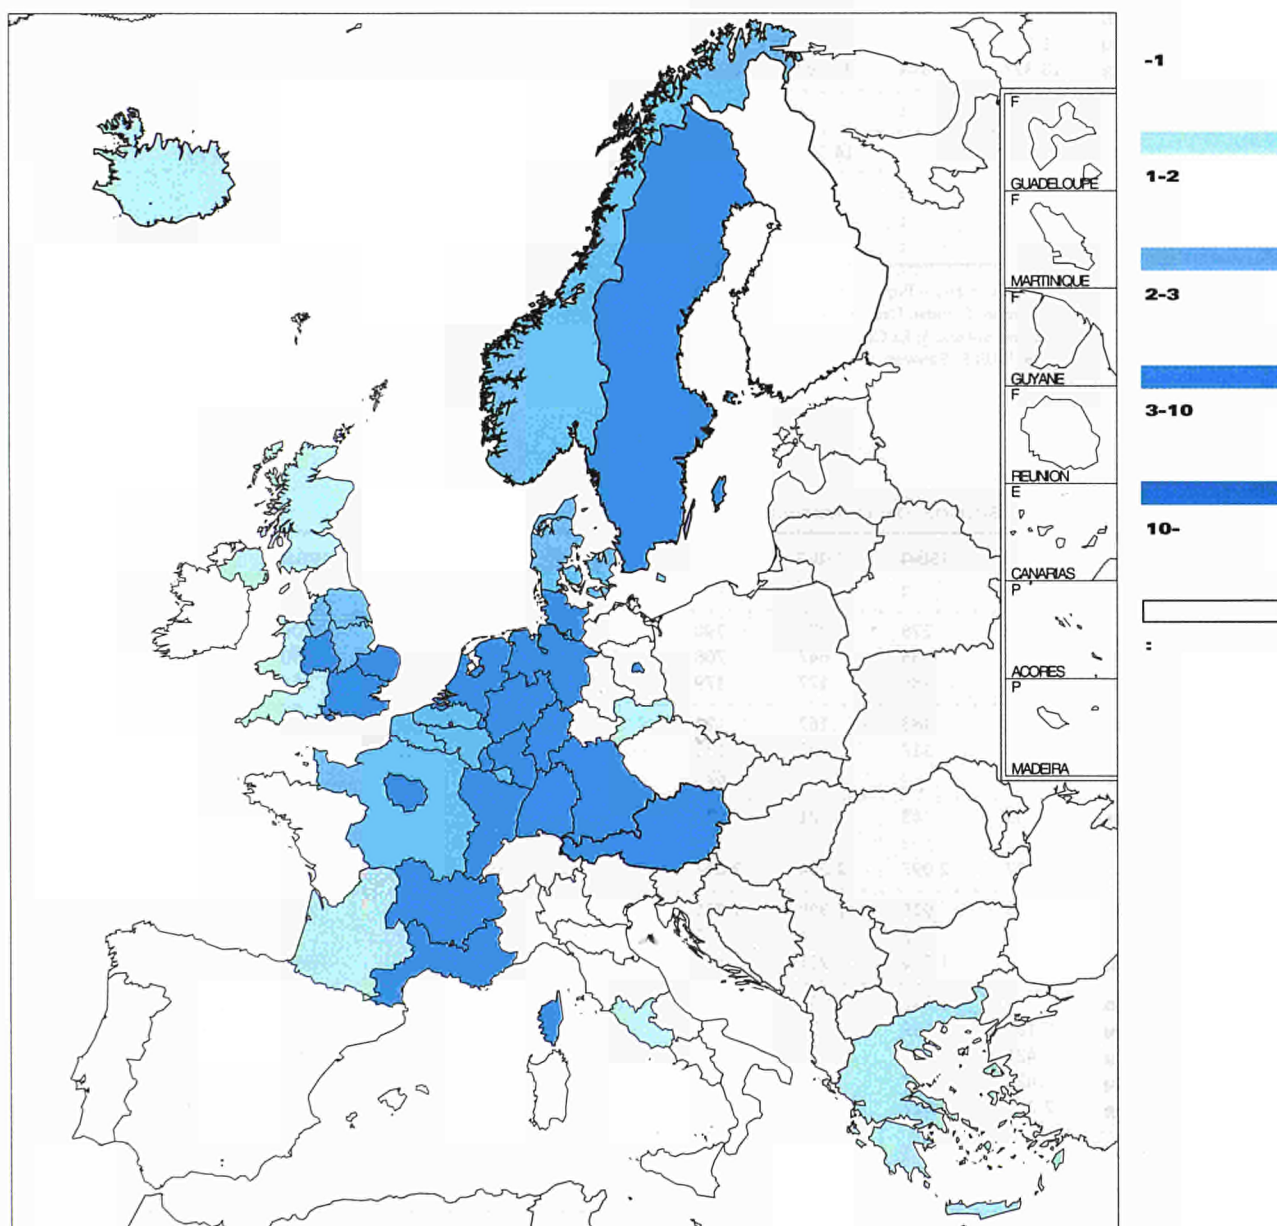 -1
1-2
2-3
3-10
10-
:
F
GUADELOUPE
F
MARTINIQUE
F
GUYANE
F
REUNION
E
CANARIAS
P
ACORES
P
MADEIRA